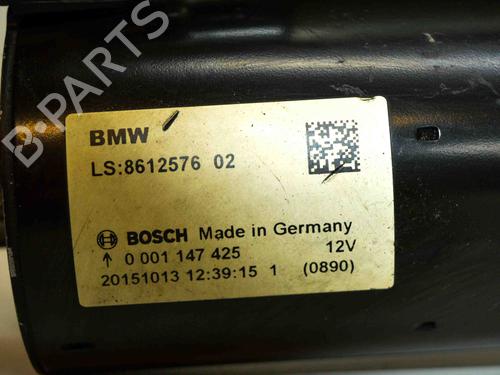 B-PARTS
BMW
LS:8612576 02
BOSCH Made in Germany
↑ 0 001 147 425 12V
20151013 12:39:15 1 (0890)